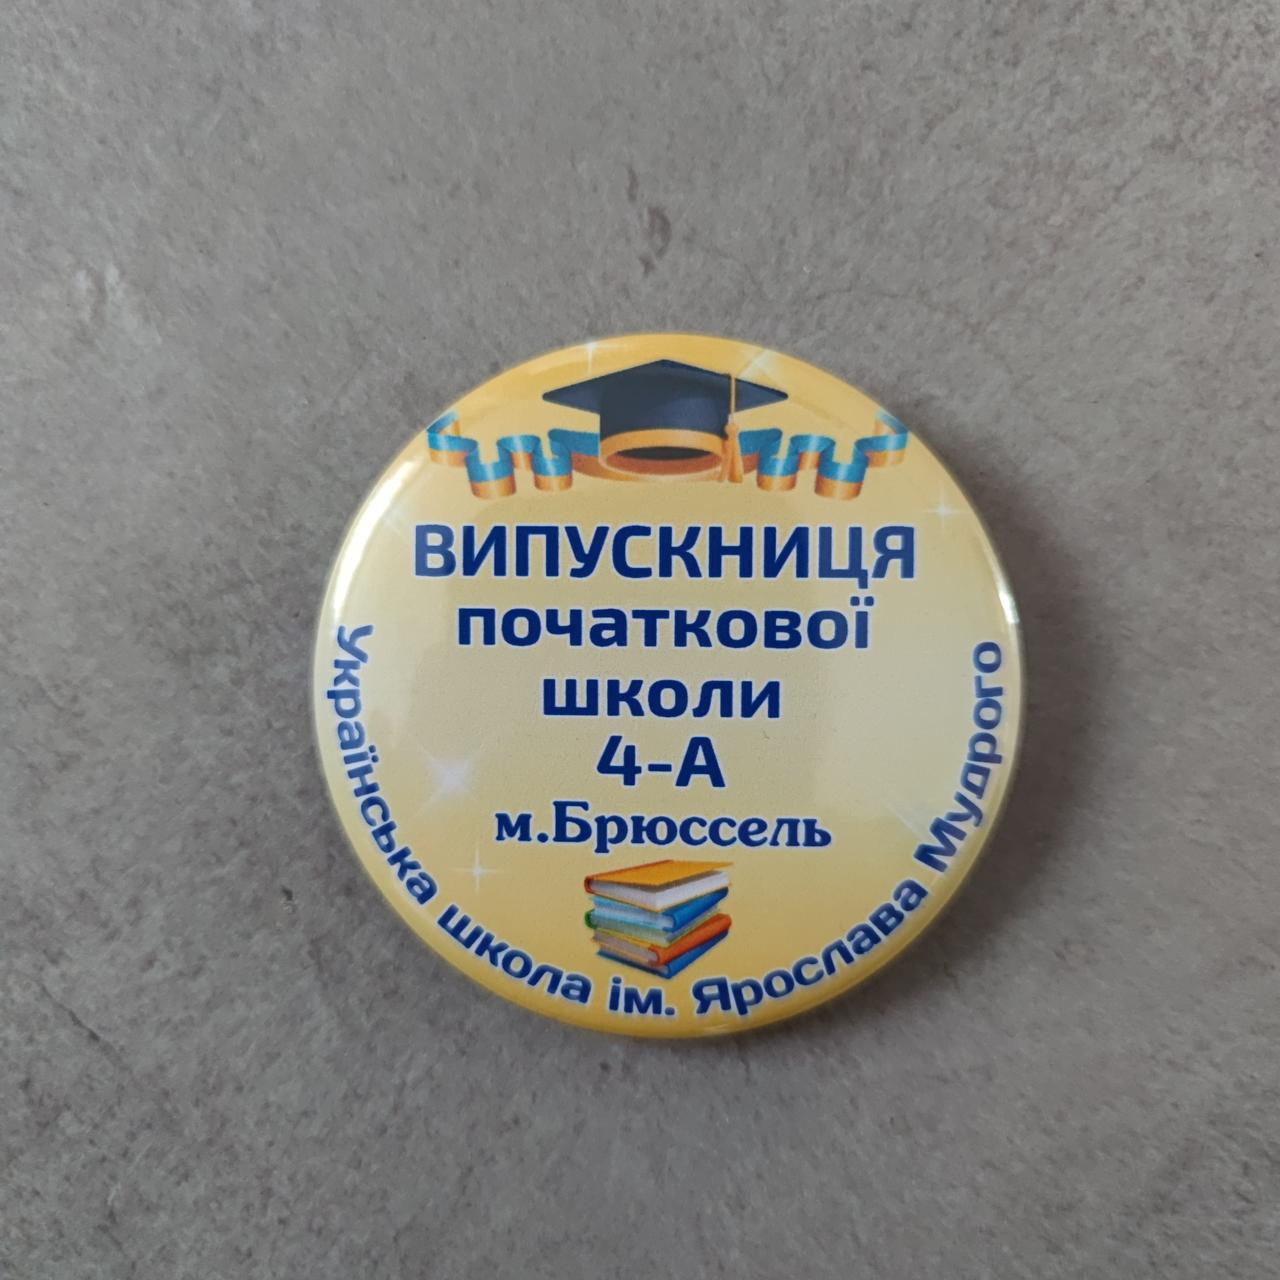 ВИПУСКНИЦЯ
початкової
школи
4-А
м.Брюссель
Українська школа ім. Ярослава Мудрого